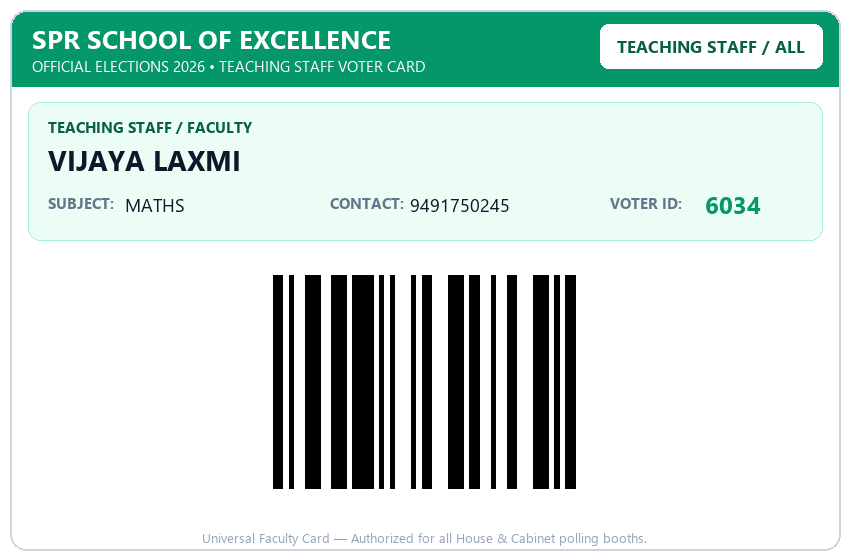 SPR SCHOOL OF EXCELLENCE
OFFICIAL ELECTIONS 2026 • TEACHING STAFF VOTER CARD
TEACHING STAFF / ALL
TEACHING STAFF / FACULTY
VIJAYA LAXMI
SUBJECT: MATHS CONTACT: 9491750245 VOTER ID: 6034
Universal Faculty Card — Authorized for all House & Cabinet polling booths.